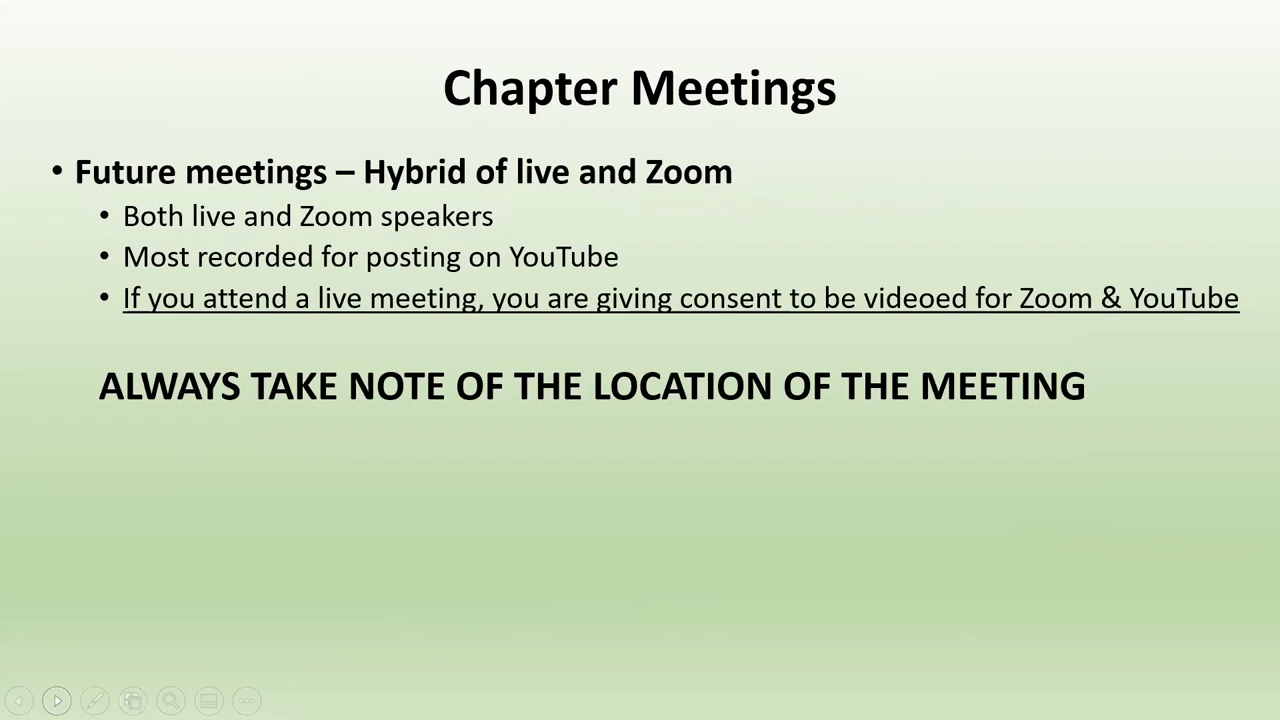 Chapter Meetings
• Future meetings – Hybrid of live and Zoom
• Both live and Zoom speakers
• Most recorded for posting on YouTube
• If you attend a live meeting, you are giving consent to be videoed for Zoom & YouTube
ALWAYS TAKE NOTE OF THE LOCATION OF THE MEETING